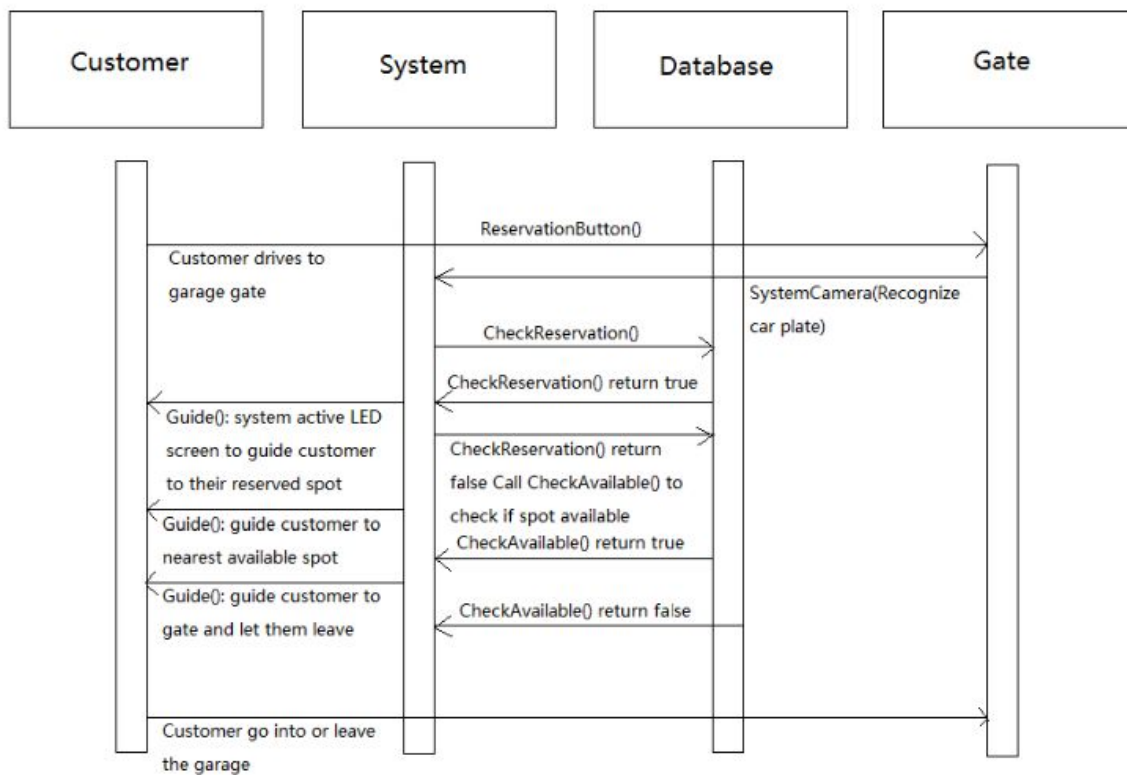 Customer
System
Database
Gate
ReservationButton()
Customer drives to
garage gate
SystemCamera(Recognize
car plate)
CheckReservation()
CheckReservation() return true
Guide(): system active LED
screen to guide customer
to their reserved spot
CheckReservation() return
false Call CheckAvailable() to
check if spot available
Guide(): guide customer to
nearest available spot
CheckAvailable() return true
Guide(): guide customer to
gate and let them leave
CheckAvailable() return false
Customer go into or leave
the garage